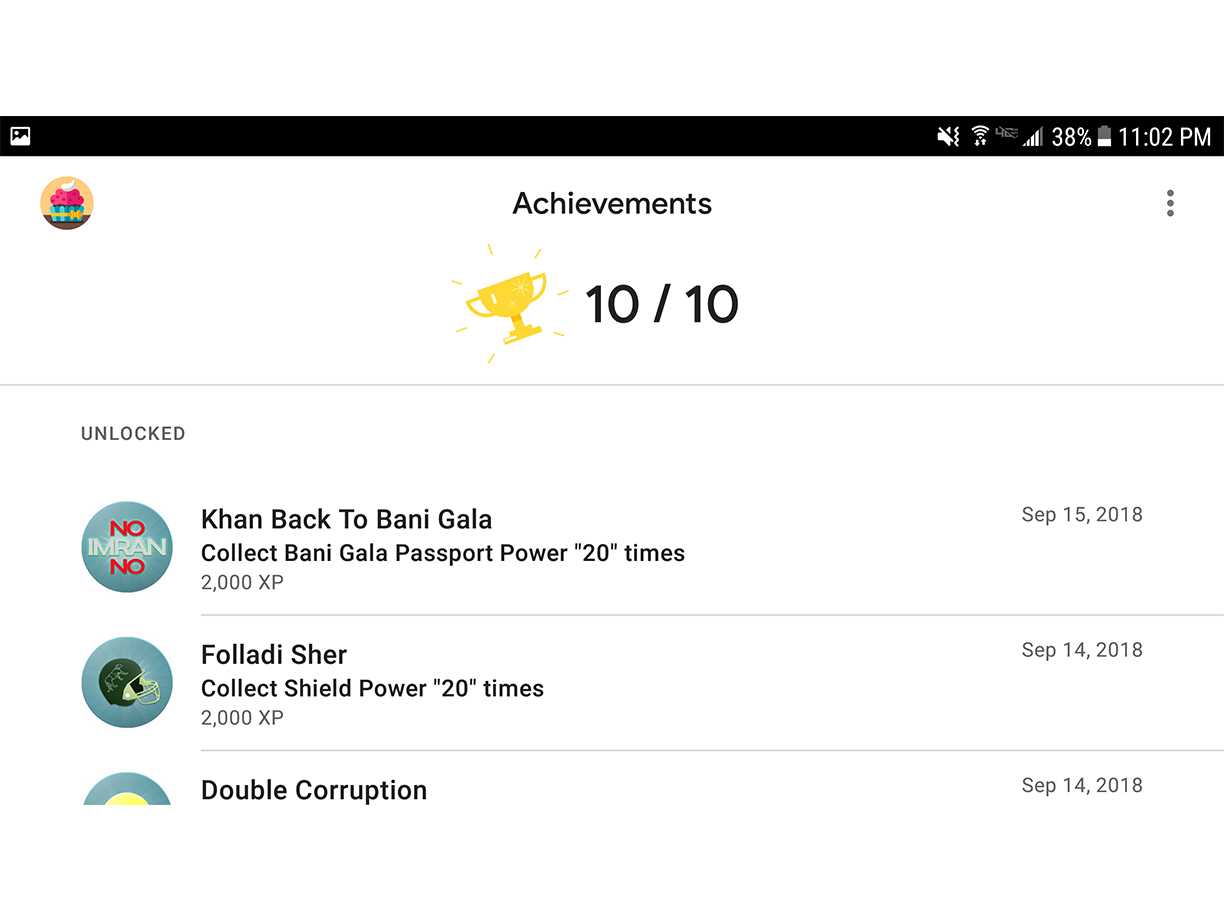 38% 11:02 PM
Achievements
10 / 10
UNLOCKED
NO
IMRAN
NO
Khan Back To Bani Gala
Sep 15, 2018
Collect Bani Gala Passport Power "20" times
2,000 XP
Folladi Sher
Sep 14, 2018
Collect Shield Power "20" times
2,000 XP
Double Corruption
Sep 14, 2018